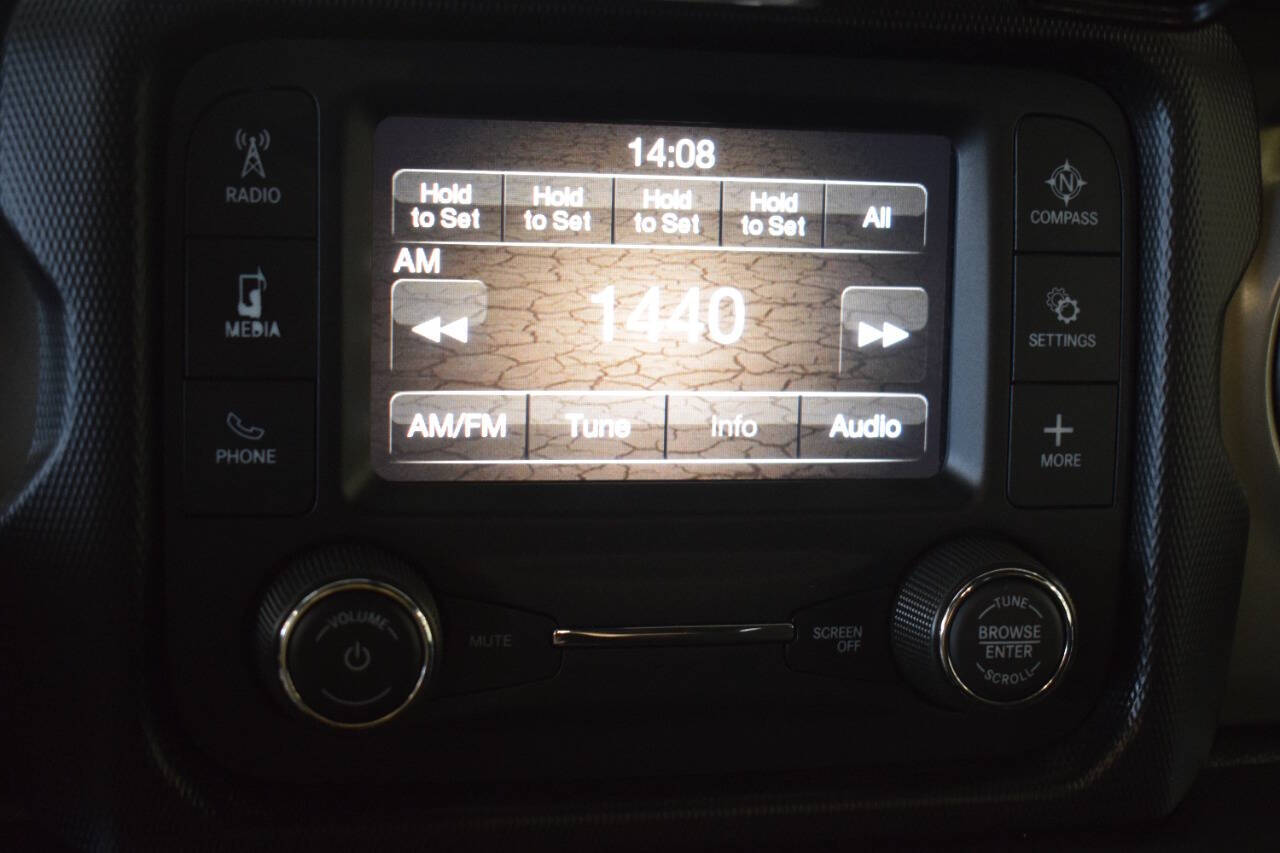 14:08
Hold to Set
Hold to Set
Hold to Set
Hold to Set
All
AM
1440
AM/FM
Tune
Info
Audio
RADIO
MEDIA
PHONE
N
COMPASS
SETTINGS
MORE
VOLUME
MUTE
SCREEN
OFF
TUNE
BROWSE
ENTER
SCROLL